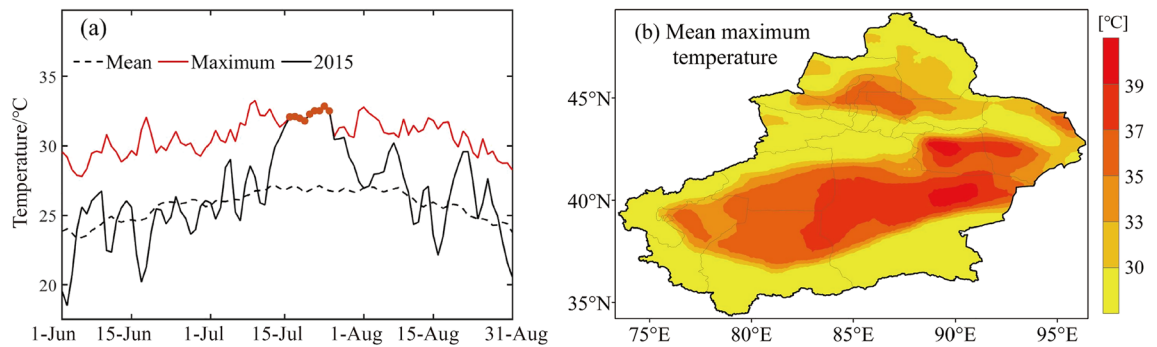 (a)
Mean Maximum 2015
Temperature/°C
35
30
25
20
1-Jun 15-Jun 1-Jul 15-Jul 1-Aug 15-Aug 31-Aug
(b) Mean maximum
temperature
[°C]
39
37
35
33
30
45°N
40°N
35°N
75°E 80°E 85°E 90°E 95°E